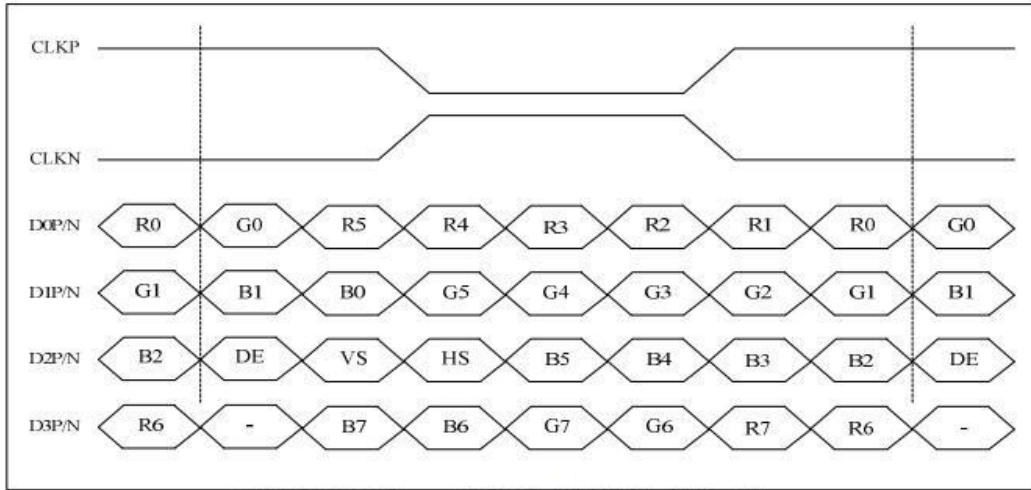 CLKP
CLKN
D0P/N R0 G0 R5 R4 R3 R2 R1 R0 G0
D1P/N G1 B1 B0 G5 G4 G3 G2 G1 B1
D2P/N B2 DE VS HS B5 B4 B3 B2 DE
D3P/N R6 - B7 B6 G7 G6 R7 R6 -